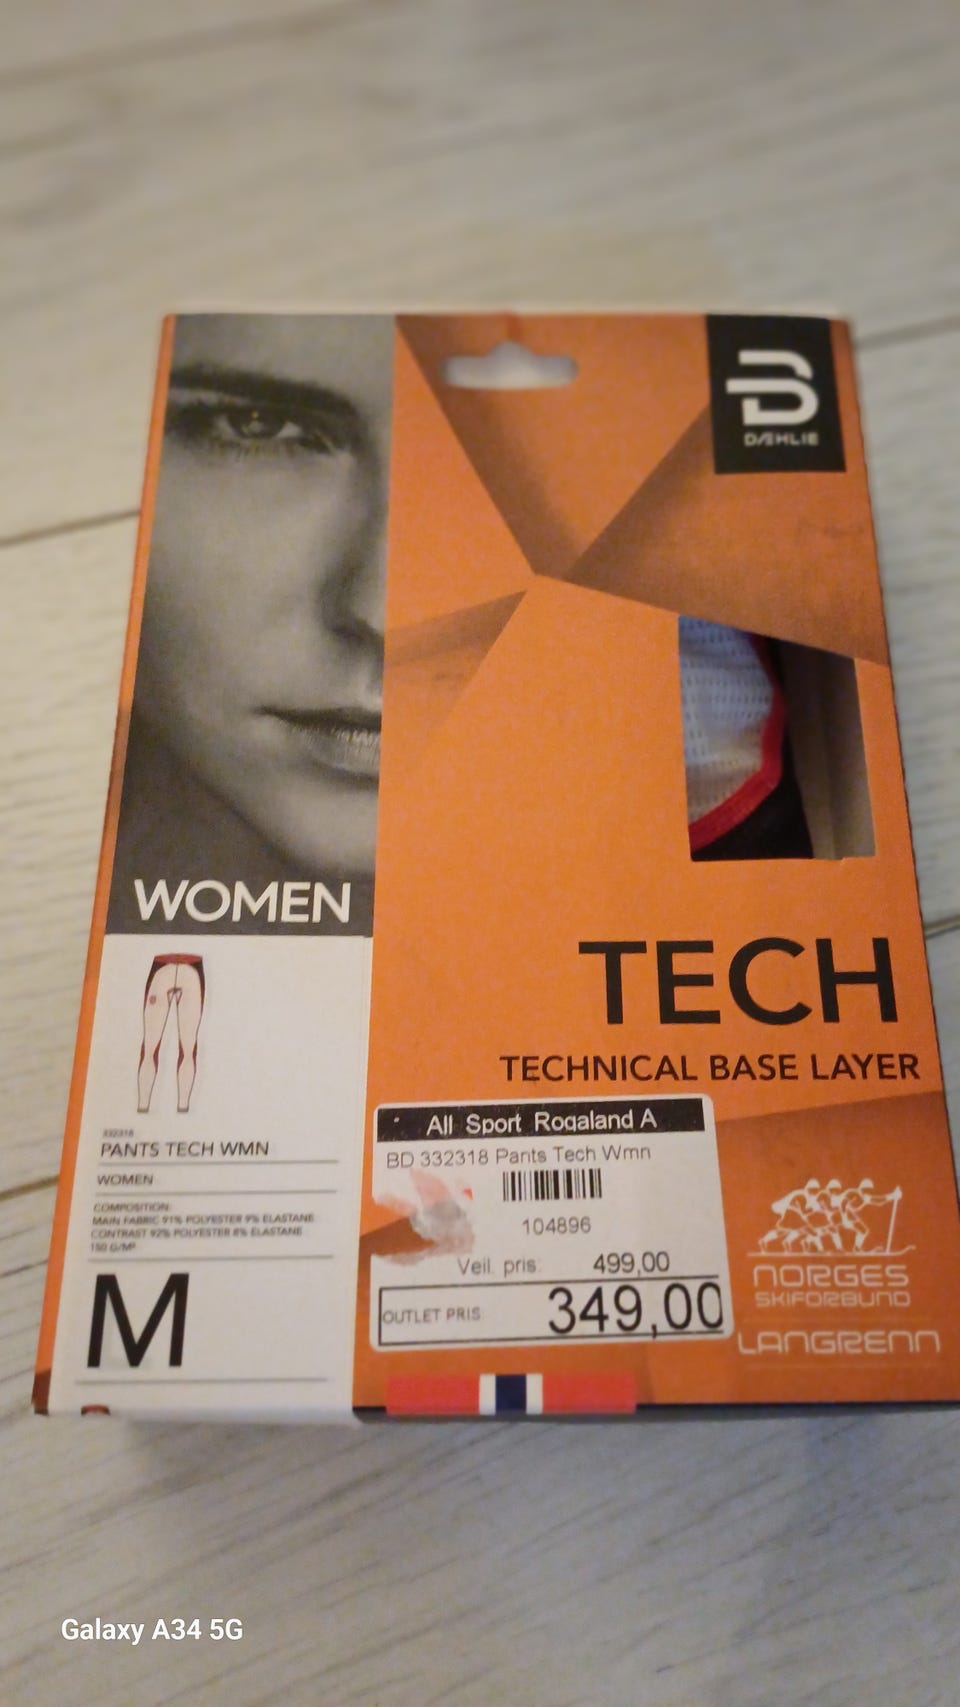 DÆHLIE
WOMEN
TECH
TECHNICAL BASE LAYER
332318
PANTS TECH WMN
WOMEN
COMPOSITION:
MAIN FABRIC 91% POLYESTER 9% ELASTANE
CONTRAST 92% POLYESTER 8% ELASTANE
150 G/M²
M
All Sport Rogaland A
BD 332318 Pants Tech Wmn
104896
Veil. pris: 499,00
OUTLET PRIS 349,00
NORGES
SKIFORBUND
LANGRENN
Galaxy A34 5G